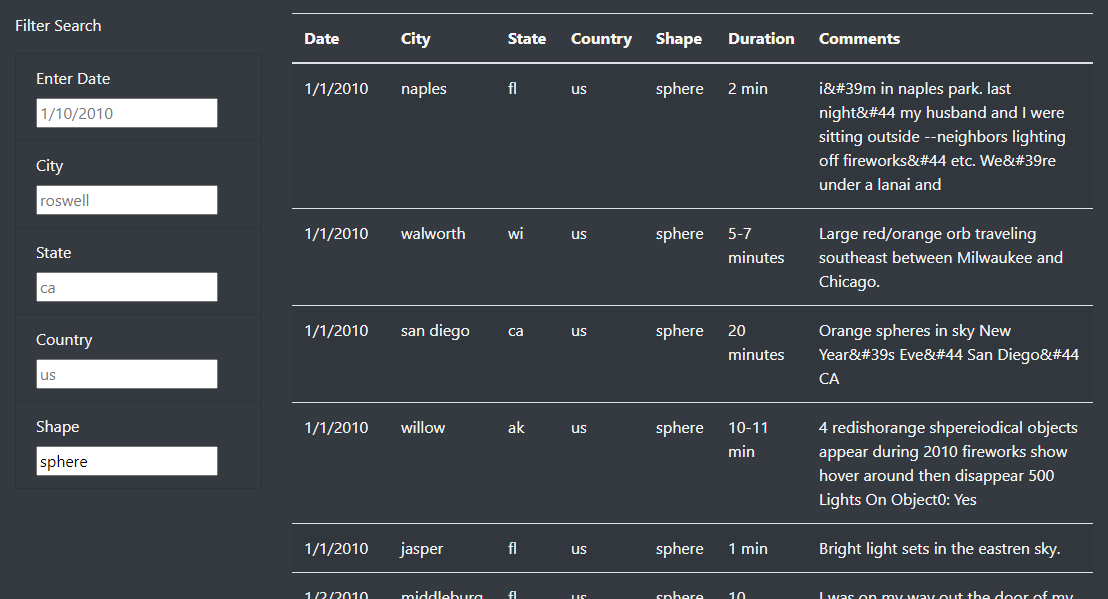 Filter Search
Enter Date
1/10/2010
City
roswell
State
ca
Country
us
Shape
sphere
Date City State Country Shape Duration Comments
1/1/2010 naples fl us sphere 2 min i&#39m in naples park. last
night&#44 my husband and I were
sitting outside --neighbors lighting
off fireworks&#44 etc. We&#39re
under a lanai and
1/1/2010 walworth wi us sphere 5-7 Large red/orange orb traveling
minutes southeast between Milwaukee and
Chicago.
1/1/2010 san diego ca us sphere 20 Orange spheres in sky New
minutes Year&#39s Eve&#44 San Diego&#44
CA
1/1/2010 willow ak us sphere 10-11 4 redishorange shpereiodical objects
min appear during 2010 fireworks show
hover around then disappear 500
Lights On Object0: Yes
1/1/2010 jasper fl us sphere 1 min Bright light sets in the eastren sky.
1/2/2010 middleburg fl us sphere 10 I was on my way out the door of my